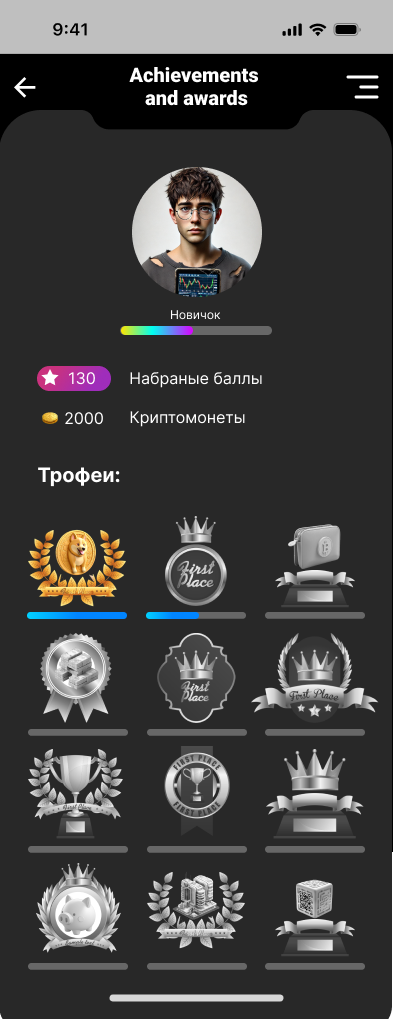 9:41
Achievements
and awards
Новичок
130 Набраные баллы
2000 Криптомонеты
Трофеи:
First
Place
First
Place
First Place
FIRST PLACE
FIRST PLACE